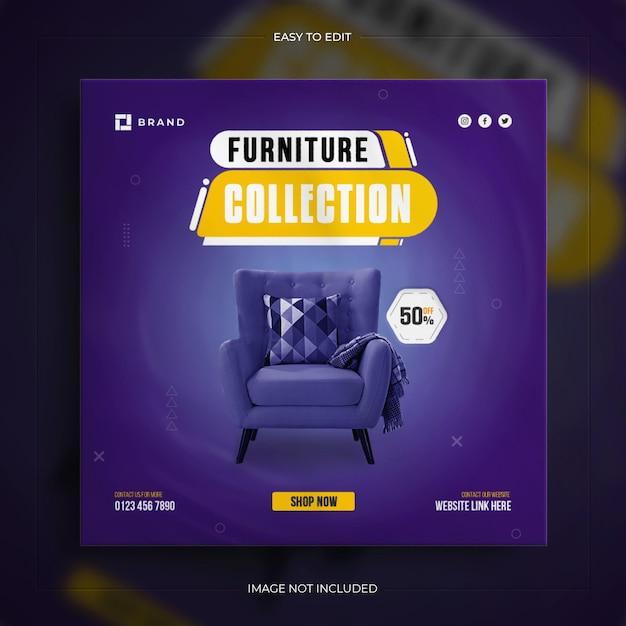 EASY TO EDIT
BRAND
FURNITURE
COLLECTION
50% OFF
CONTACT US FOR MORE
0123 456 7890
SHOP NOW
CONTACT OUR WEBSITE
WEBSITE LINK HERE
IMAGE NOT INCLUDED